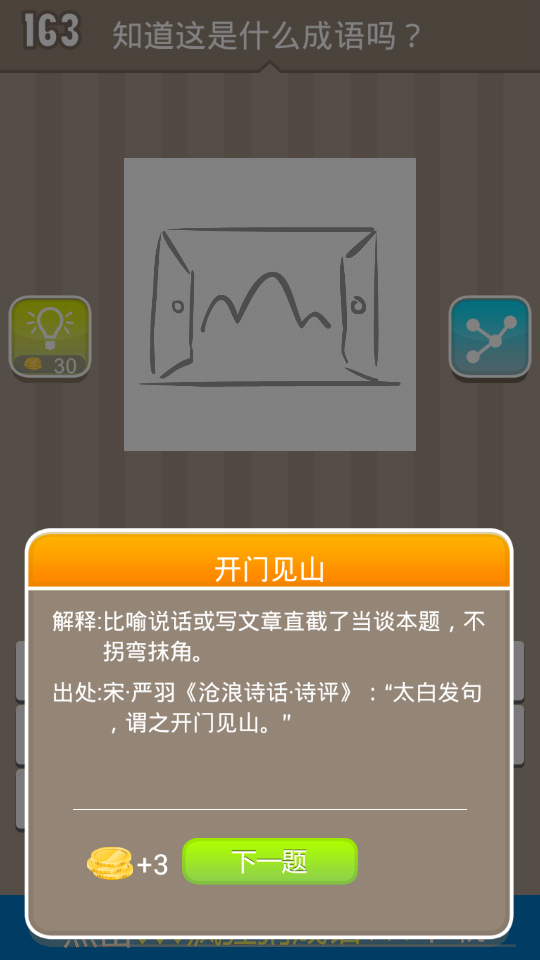 163
知道这是什么成语吗？
30
开门见山
解释:比喻说话或写文章直截了当谈本题，不
拐弯抹角。
出处:宋·严羽《沧浪诗话·诗评》：“太白发句
，谓之开门见山。”
+3
下一题